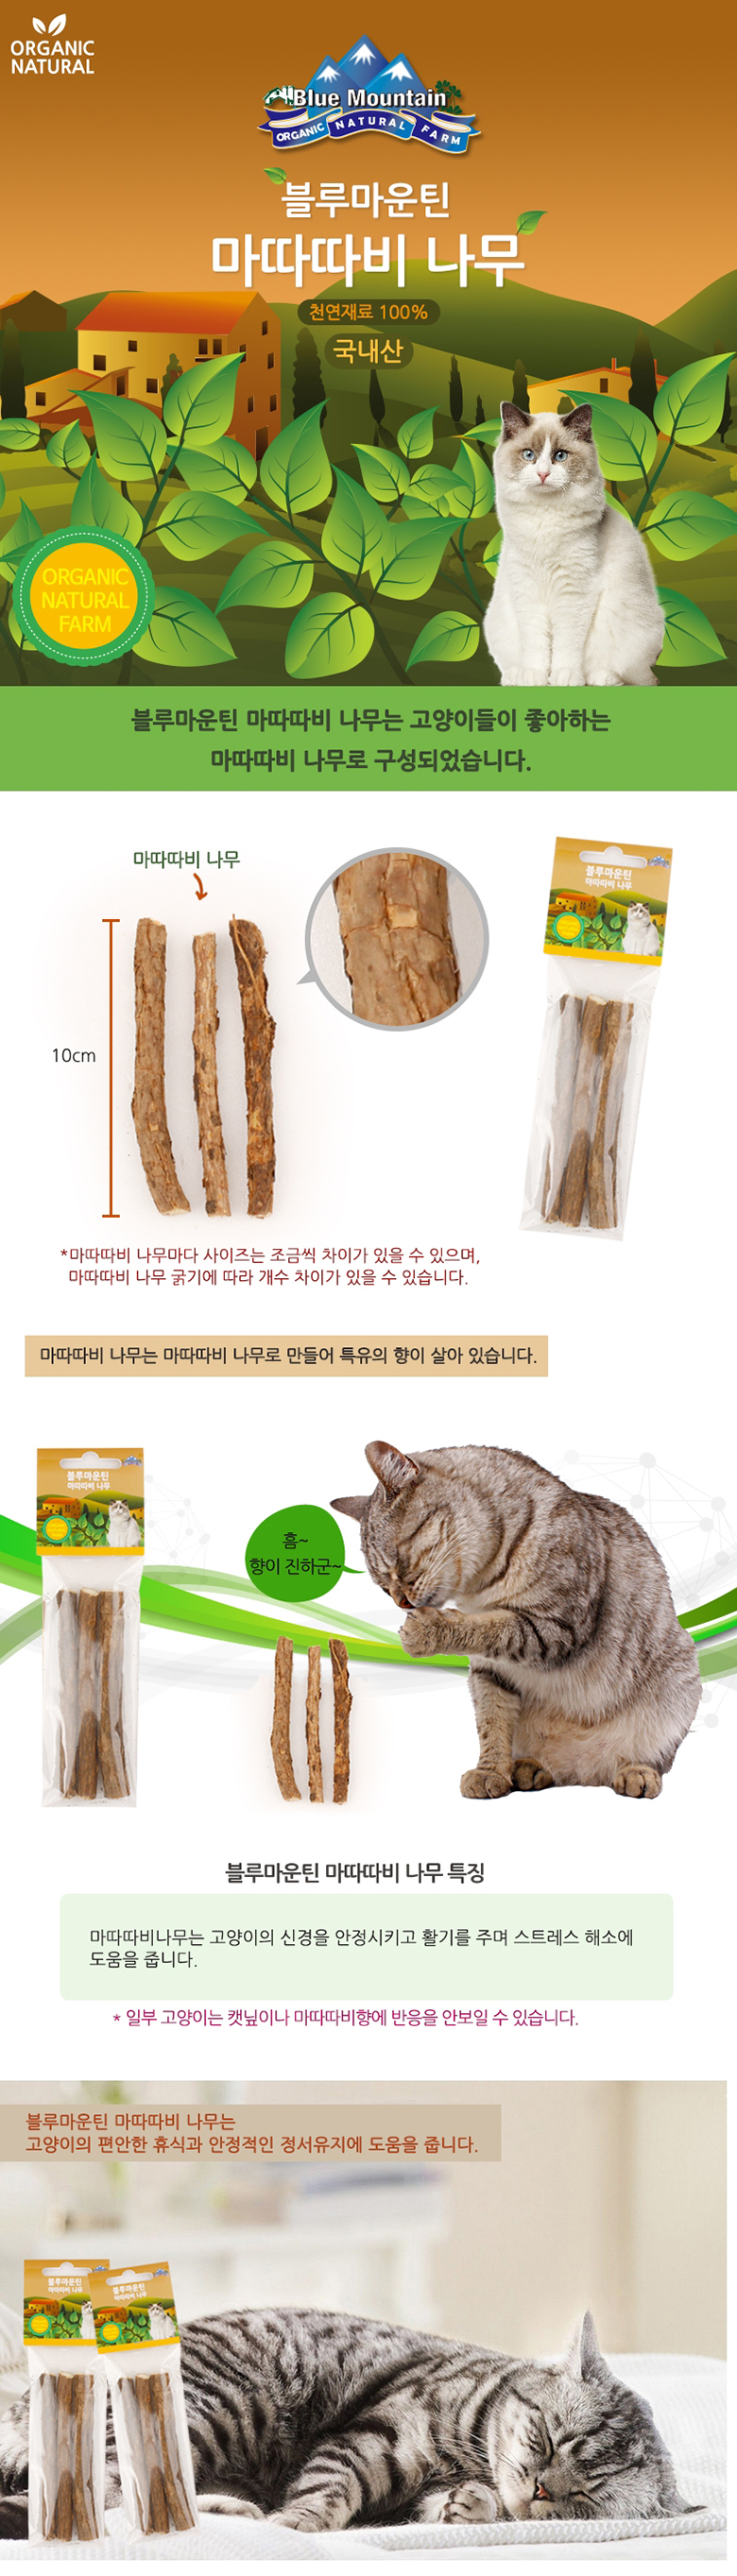 ORGANIC
NATURAL
Blue Mountain
ORGANIC NATURAL FARM
블루마운틴
마따따비 나무
천연재료 100%
국내산
ORGANIC
NATURAL
FARM
블루마운틴 마따따비 나무는 고양이들이 좋아하는
마따따비 나무로 구성되었습니다.
마따따비 나무
블루마운틴
마따따비 나무
10cm
*마따따비 나무마다 사이즈는 조금씩 차이가 있을 수 있으며,
마따따비 나무 굵기에 따라 개수 차이가 있을 수 있습니다.
마따따비 나무는 마따따비 나무로 만들어 특유의 향이 살아 있습니다.
블루마운틴
마따따비 나무
흠~
향이 진하군~
블루마운틴 마따따비 나무 특징
마따따비나무는 고양이의 신경을 안정시키고 활기를 주며 스트레스 해소에
도움을 줍니다.
* 일부 고양이는 캣닢이나 마따따비향에 반응을 안보일 수 있습니다.
블루마운틴 마따따비 나무는
고양이의 편안한 휴식과 안정적인 정서유지에 도움을 줍니다.
블루마운틴
마따따비 나무
블루마운틴
마따따비 나무